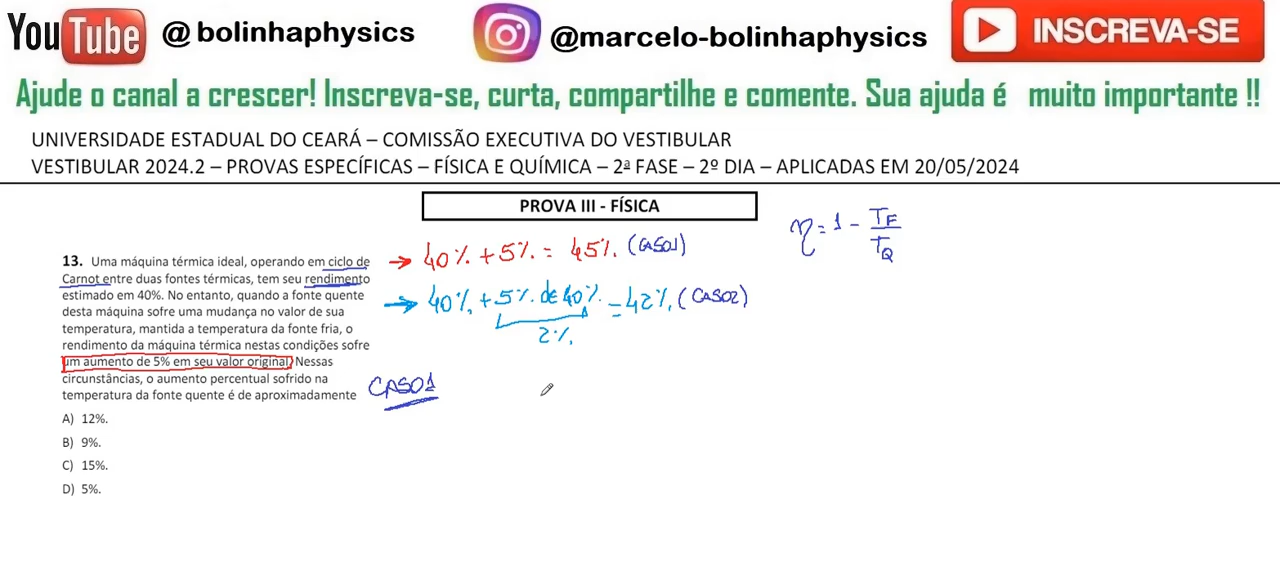 YouTube @bolinhaphysics @marcelo-bolinhaphysics INSCREVA-SE
Ajude o canal a crescer! Inscreva-se, curta, compartilhe e comente. Sua ajuda é muito importante !!
UNIVERSIDADE ESTADUAL DO CEARÁ – COMISSÃO EXECUTIVA DO VESTIBULAR
VESTIBULAR 2024.2 – PROVAS ESPECÍFICAS – FÍSICA E QUÍMICA – 2ª FASE – 2º DIA – APLICADAS EM 20/05/2024
PROVA III - FÍSICA
η = 1 - TF/TQ
→ 40% + 5% = 45% (CASO1)
→ 40% + 5% de 40% = 42% (CASO2)
2%
13. Uma máquina térmica ideal, operando em ciclo de
Carnot entre duas fontes térmicas, tem seu rendimento
estimado em 40%. No entanto, quando a fonte quente
desta máquina sofre uma mudança no valor de sua
temperatura, mantida a temperatura da fonte fria, o
rendimento da máquina térmica nestas condições sofre
um aumento de 5% em seu valor original. Nessas
circunstâncias, o aumento percentual sofrido na
temperatura da fonte quente é de aproximadamente
A) 12%.
B) 9%.
C) 15%.
D) 5%.
CASO1